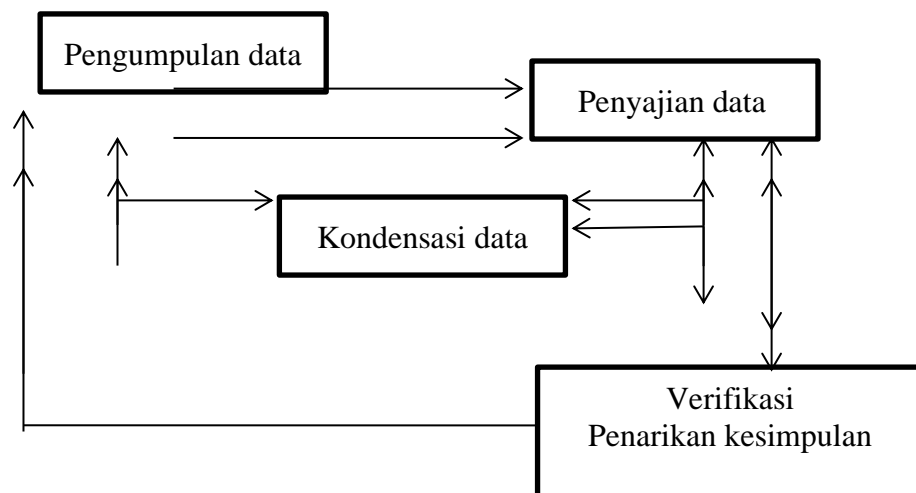 Pengumpulan data
Penyajian data
Kondensasi data
Verifikasi
Penarikan kesimpulan